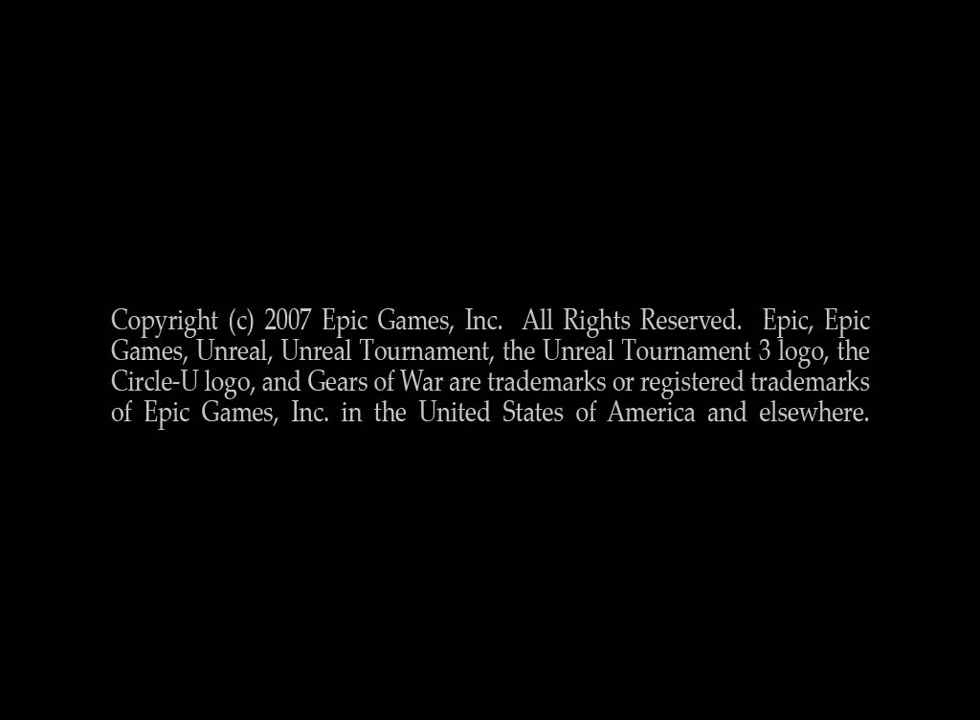 Copyright (c) 2007 Epic Games, Inc.  All Rights Reserved.  Epic, Epic
Games, Unreal, Unreal Tournament, the Unreal Tournament 3 logo, the
Circle-U logo, and Gears of War are trademarks or registered trademarks
of Epic Games, Inc. in the United States of America and elsewhere.